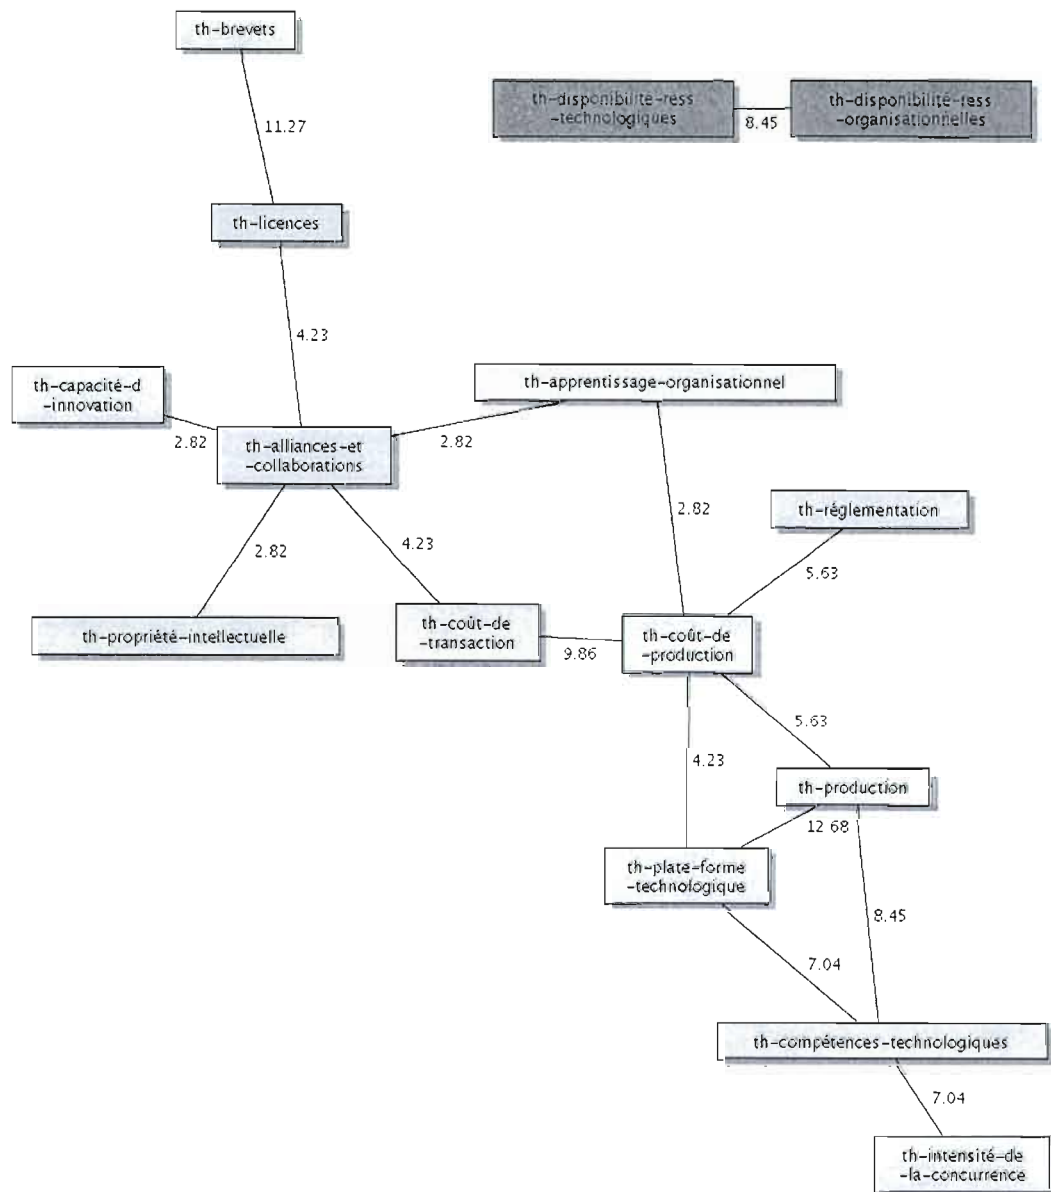 th-brevets
th-disponibilité-ress
-technologiques
8.45
th-disponibilité-ress
-organisationnelles
11.27
th-licences
4.23
th-capacité-d
-innovation
2.82
th-apprentissage-organisationnel
2.82
th-alliances-et
-collaborations
2.82
th-réglementation
2.82
4.23
5.63
th-propriété-intellectuelle
th-coût-de
-transaction
9.86
th-coût-de
-production
5.63
4.23
th-production
12.68
th-plate-forme
-technologique
8.45
7.04
th-compétences-technologiques
7.04
th-intensité-de
-la-concurrence